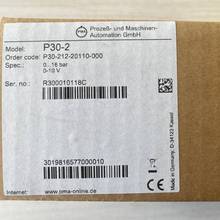 PMA
Prozeß- und Maschinen-
Automation GmbH
Model: P30-2
Order code: P30-212-20110-000
Spec.: 0...16 bar
0-10 V
Ser. no.: R300010118C
3019816577000010
www.pma-online.de
Made in Germany, D-34123 Kassel